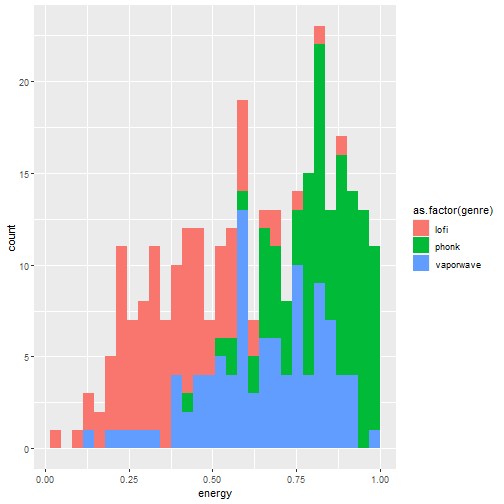 20
15
10
5
0
count
0.00 0.25 0.50 0.75 1.00
energy
as.factor(genre)
lofi
phonk
vaporwave